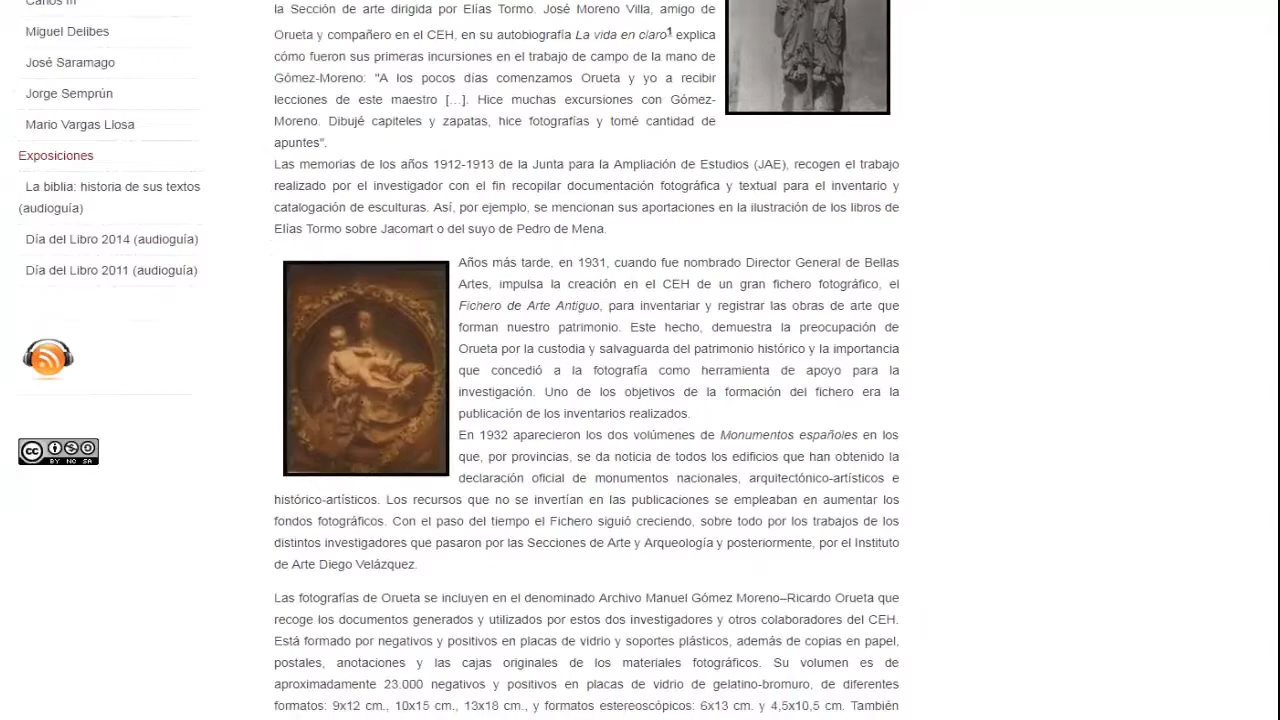 Carlos III
Miguel Delibes
José Saramago
Jorge Semprún
Mario Vargas Llosa
Exposiciones
La biblia: historia de sus textos
(audioguía)
Día del Libro 2014 (audioguía)
Día del Libro 2011 (audioguía)
cc
BY NC SA
la Sección de arte dirigida por Elías Tormo. José Moreno Villa, amigo de
Orueta y compañero en el CEH, en su autobiografía La vida en claro1 explica
cómo fueron sus primeras incursiones en el trabajo de campo de la mano de
Gómez-Moreno: "A los pocos días comenzamos Orueta y yo a recibir
lecciones de este maestro […]. Hice muchas excursiones con Gómez-
Moreno. Dibujé capiteles y zapatas, hice fotografías y tomé cantidad de
apuntes".
Las memorias de los años 1912-1913 de la Junta para la Ampliación de Estudios (JAE), recogen el trabajo
realizado por el investigador con el fin recopilar documentación fotográfica y textual para el inventario y
catalogación de esculturas. Así, por ejemplo, se mencionan sus aportaciones en la ilustración de los libros de
Elías Tormo sobre Jacomart o del suyo de Pedro de Mena.
Años más tarde, en 1931, cuando fue nombrado Director General de Bellas
Artes, impulsa la creación en el CEH de un gran fichero fotográfico, el
Fichero de Arte Antiguo, para inventariar y registrar las obras de arte que
forman nuestro patrimonio. Este hecho, demuestra la preocupación de
Orueta por la custodia y salvaguarda del patrimonio histórico y la importancia
que concedió a la fotografía como herramienta de apoyo para la
investigación. Uno de los objetivos de la formación del fichero era la
publicación de los inventarios realizados.
En 1932 aparecieron los dos volúmenes de Monumentos españoles en los
que, por provincias, se da noticia de todos los edificios que han obtenido la
declaración oficial de monumentos nacionales, arquitectónico-artísticos e
histórico-artísticos. Los recursos que no se invertían en las publicaciones se empleaban en aumentar los
fondos fotográficos. Con el paso del tiempo el Fichero siguió creciendo, sobre todo por los trabajos de los
distintos investigadores que pasaron por las Secciones de Arte y Arqueología y posteriormente, por el Instituto
de Arte Diego Velázquez.
Las fotografías de Orueta se incluyen en el denominado Archivo Manuel Gómez Moreno–Ricardo Orueta que
recoge los documentos generados y utilizados por estos dos investigadores y otros colaboradores del CEH.
Está formado por negativos y positivos en placas de vidrio y soportes plásticos, además de copias en papel,
postales, anotaciones y las cajas originales de los materiales fotográficos. Su volumen es de
aproximadamente 23.000 negativos y positivos en placas de vidrio de gelatino-bromuro, de diferentes
formatos: 9x12 cm., 10x15 cm., 13x18 cm., y formatos estereoscópicos: 6x13 cm. y 4,5x10,5 cm. También